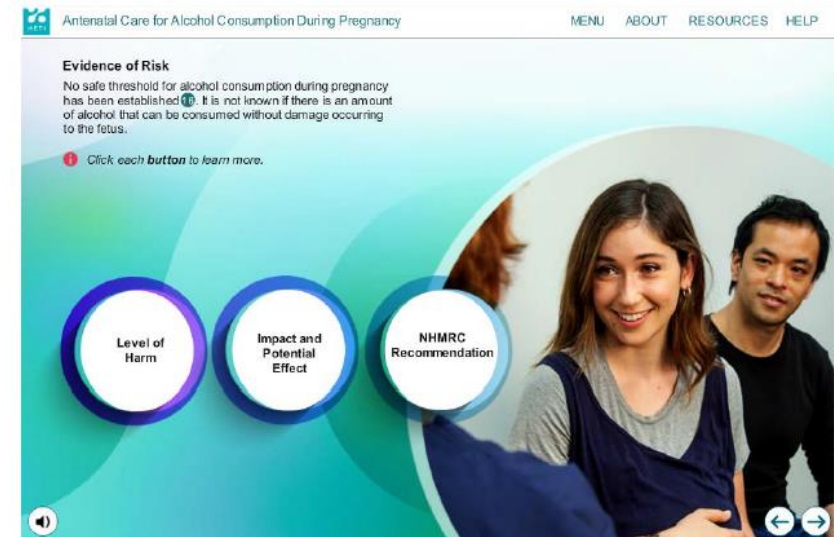 HETI
Antenatal Care for Alcohol Consumption During Pregnancy
MENU ABOUT RESOURCES HELP
Evidence of Risk
No safe threshold for alcohol consumption during pregnancy
has been established 18. It is not known if there is an amount
of alcohol that can be consumed without damage occurring
to the fetus.
i Click each button to learn more.
Level of
Harm
Impact and
Potential
Effect
NHMRC
Recommendation